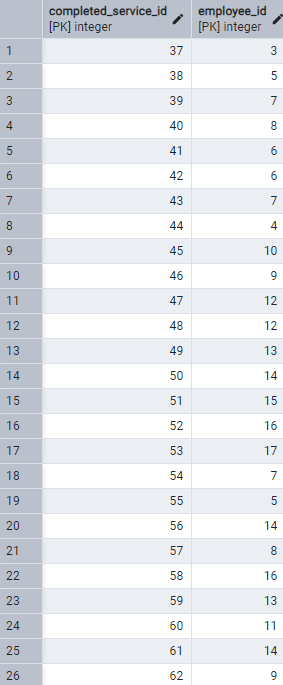 completed_service_id employee_id
[PK] integer [PK] integer
1 37 3
2 38 5
3 39 7
4 40 8
5 41 6
6 42 6
7 43 7
8 44 4
9 45 10
10 46 9
11 47 12
12 48 12
13 49 13
14 50 14
15 51 15
16 52 16
17 53 17
18 54 7
19 55 5
20 56 14
21 57 8
22 58 16
23 59 13
24 60 11
25 61 14
26 62 9